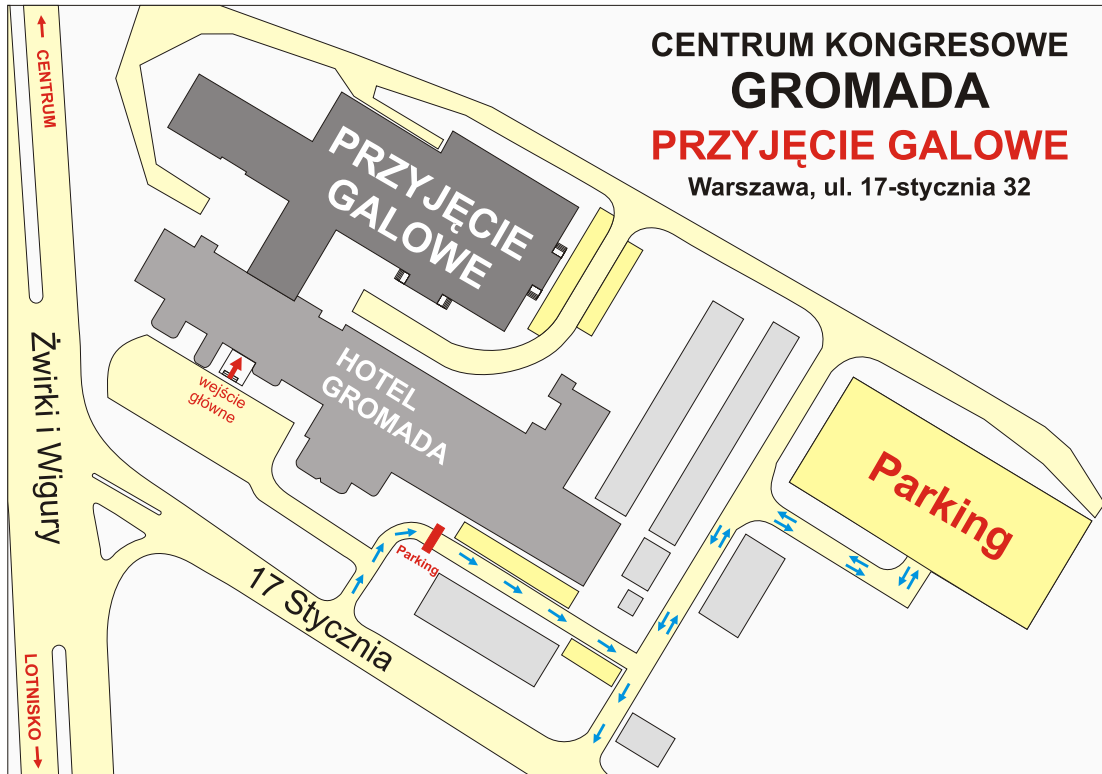 CENTRUM KONGRESOWE
GROMADA
PRZYJĘCIE GALOWE
Warszawa, ul. 17-stycznia 32
CENTRUM
PRZYJĘCIE
GALOWE
HOTEL
GROMADA
wejście
główne
Żwirki i Wigury
Parking
Parking
17 Stycznia
LOTNISKO